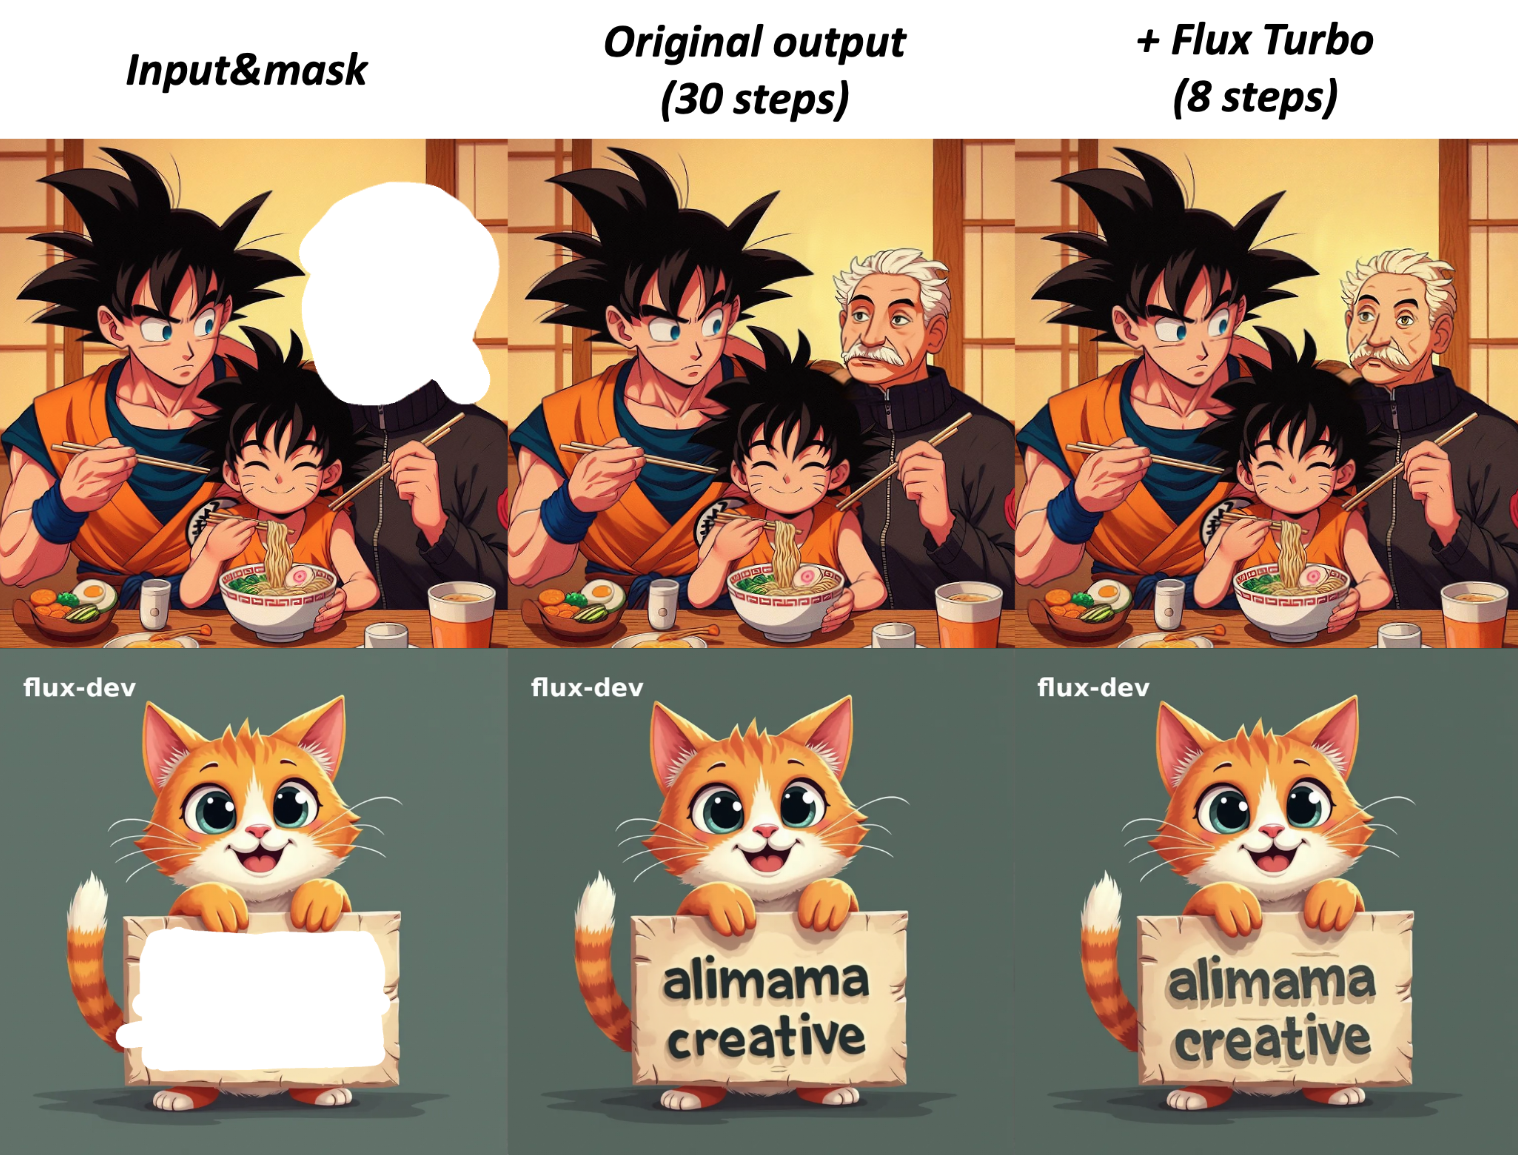 Input&mask
Original output
(30 steps)
+ Flux Turbo
(8 steps)
flux-dev
flux-dev
alimama
creative
flux-dev
alimama
creative